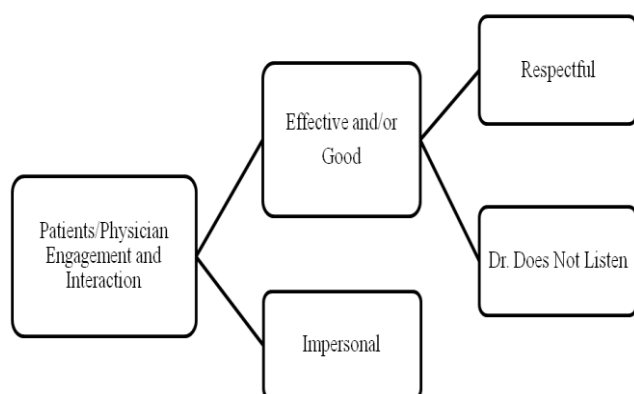 Patients/Physician
Engagement and
Interaction
Effective and/or
Good
Impersonal
Respectful
Dr. Does Not Listen